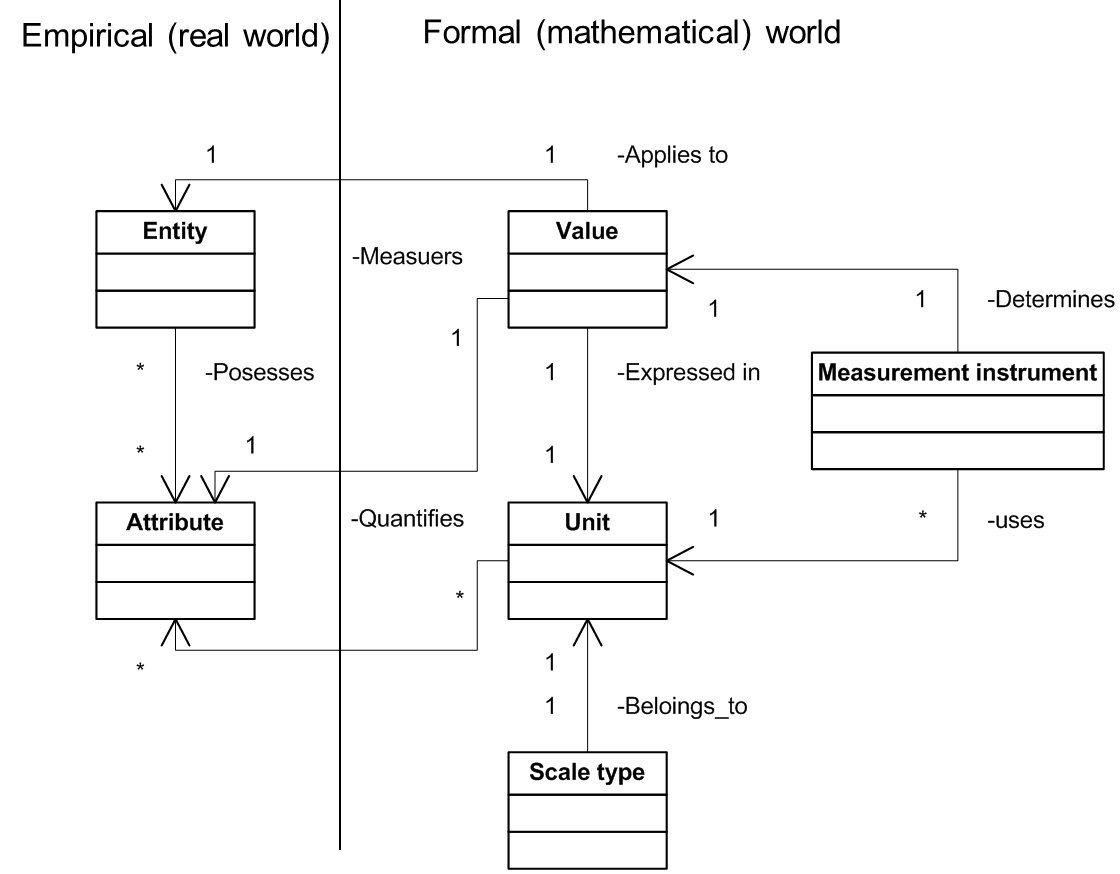 Empirical (real world)
Formal (mathematical) world
1
1
-Applies to
Entity
Value
-Measuers
1
1
-Determines
1
*
-Posesses
1
-Expressed in
Measurement instrument
*
1
1
Attribute
-Quantifies
Unit
1
*
-uses
*
*
1
1
-Beloings_to
Scale type